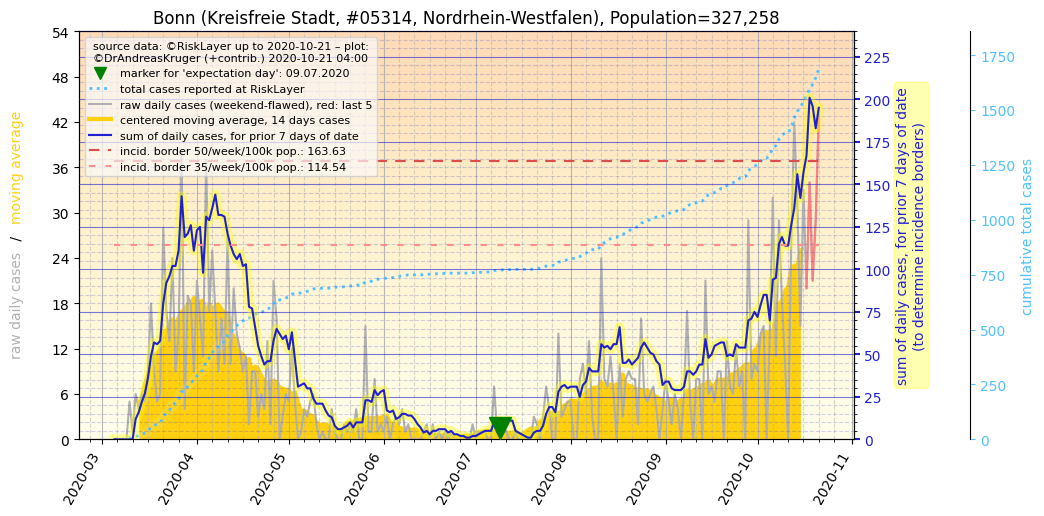 Bonn (Kreisfreie Stadt, #05314, Nordrhein-Westfalen), Population=327,258
source data: ©RiskLayer up to 2020-10-21 – plot:
©DrAndreasKruger (+contrib.) 2020-10-21 04:00
marker for 'expectation day': 09.07.2020
total cases reported at RiskLayer
raw daily cases (weekend-flawed), red: last 5
centered moving average, 14 days cases
sum of daily cases, for prior 7 days of date
incid. border 50/week/100k pop.: 163.63
incid. border 35/week/100k pop.: 114.54
raw daily cases / moving average
54
48
42
36
30
24
18
12
6
0
2020-03
2020-04
2020-05
2020-06
2020-07
2020-08
2020-09
2020-10
2020-11
225
200
175
150
125
100
75
50
25
0
sum of daily cases, for prior 7 days of date
(to determine incidence borders)
1750
1500
1250
1000
750
500
250
0
cumulative total cases